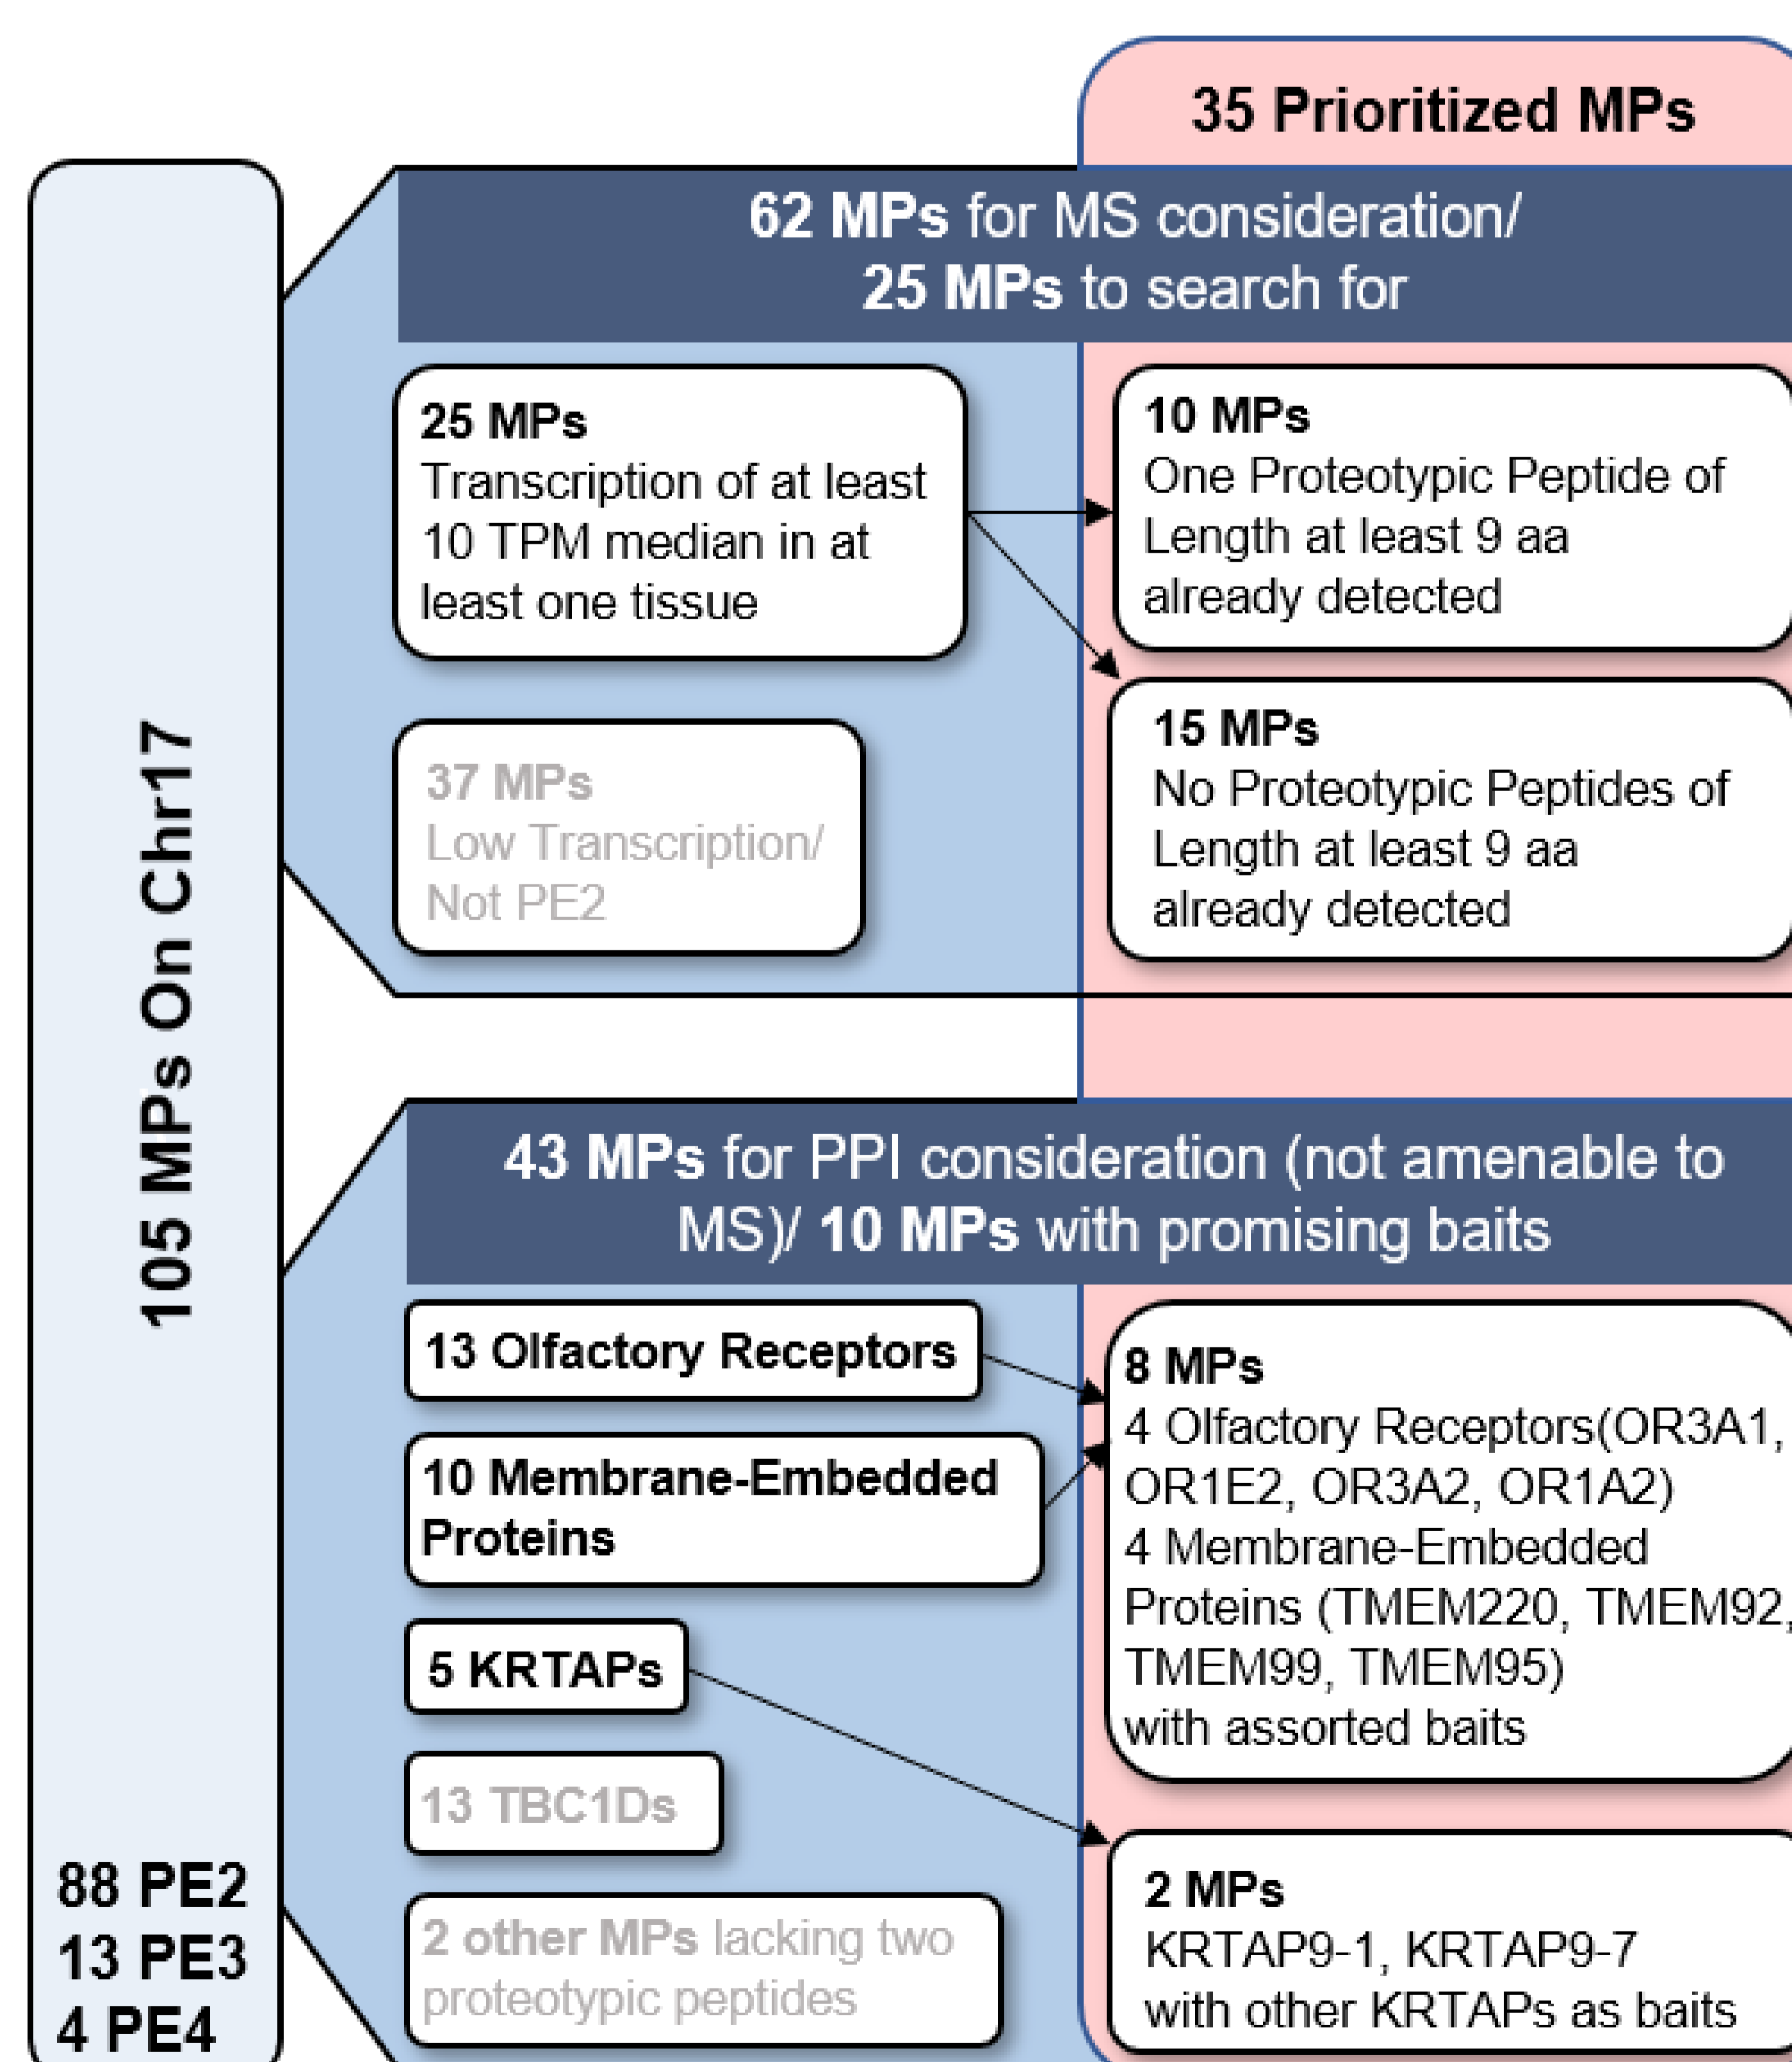 35 Prioritized MPs
62 MPs for MS consideration/
25 MPs to search for
25 MPs
Transcription of at least
10 TPM median in at
least one tissue
10 MPs
One Proteotypic Peptide of
Length at least 9 aa
already detected
37 MPs
Low Transcription/
Not PE2
15 MPs
No Proteotypic Peptides of
Length at least 9 aa
already detected
105 MPs On Chr17
88 PE2
13 PE3
4 PE4
43 MPs for PPI consideration (not amenable to
MS)/ 10 MPs with promising baits
13 Olfactory Receptors
10 Membrane-Embedded
Proteins
5 KRTAPs
13 TBC1Ds
2 other MPs lacking two
proteotypic peptides
8 MPs
4 Olfactory Receptors(OR3A1,
OR1E2, OR3A2, OR1A2)
4 Membrane-Embedded
Proteins (TMEM220, TMEM92,
TMEM99, TMEM95)
with assorted baits
2 MPs
KRTAP9-1, KRTAP9-7
with other KRTAPs as baits